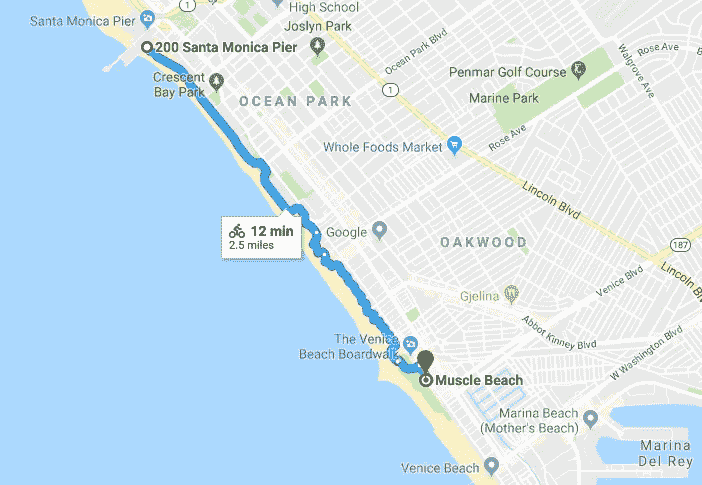 High School
Joslyn Park
Santa Monica Pier
1
200 Santa Monica Pier
Crescent
Bay Park
OCEAN PARK
Ocean Park Blvd
1
Penmar Golf Course
Marine Park
Rose Ave
Walgrove Ave
Rose Ave
Whole Foods Market
Lincoln Blvd
12 min
2.5 miles
Google
OAKWOOD
187
Lincoln Blvd
Venice Blvd
Gjelina
Abbot Kinney Blvd
W Washington Blvd
The Venice
Beach Boardwalk
Muscle Beach
Marina Beach
(Mother's Beach)
Marina
Del Rey
Venice Beach